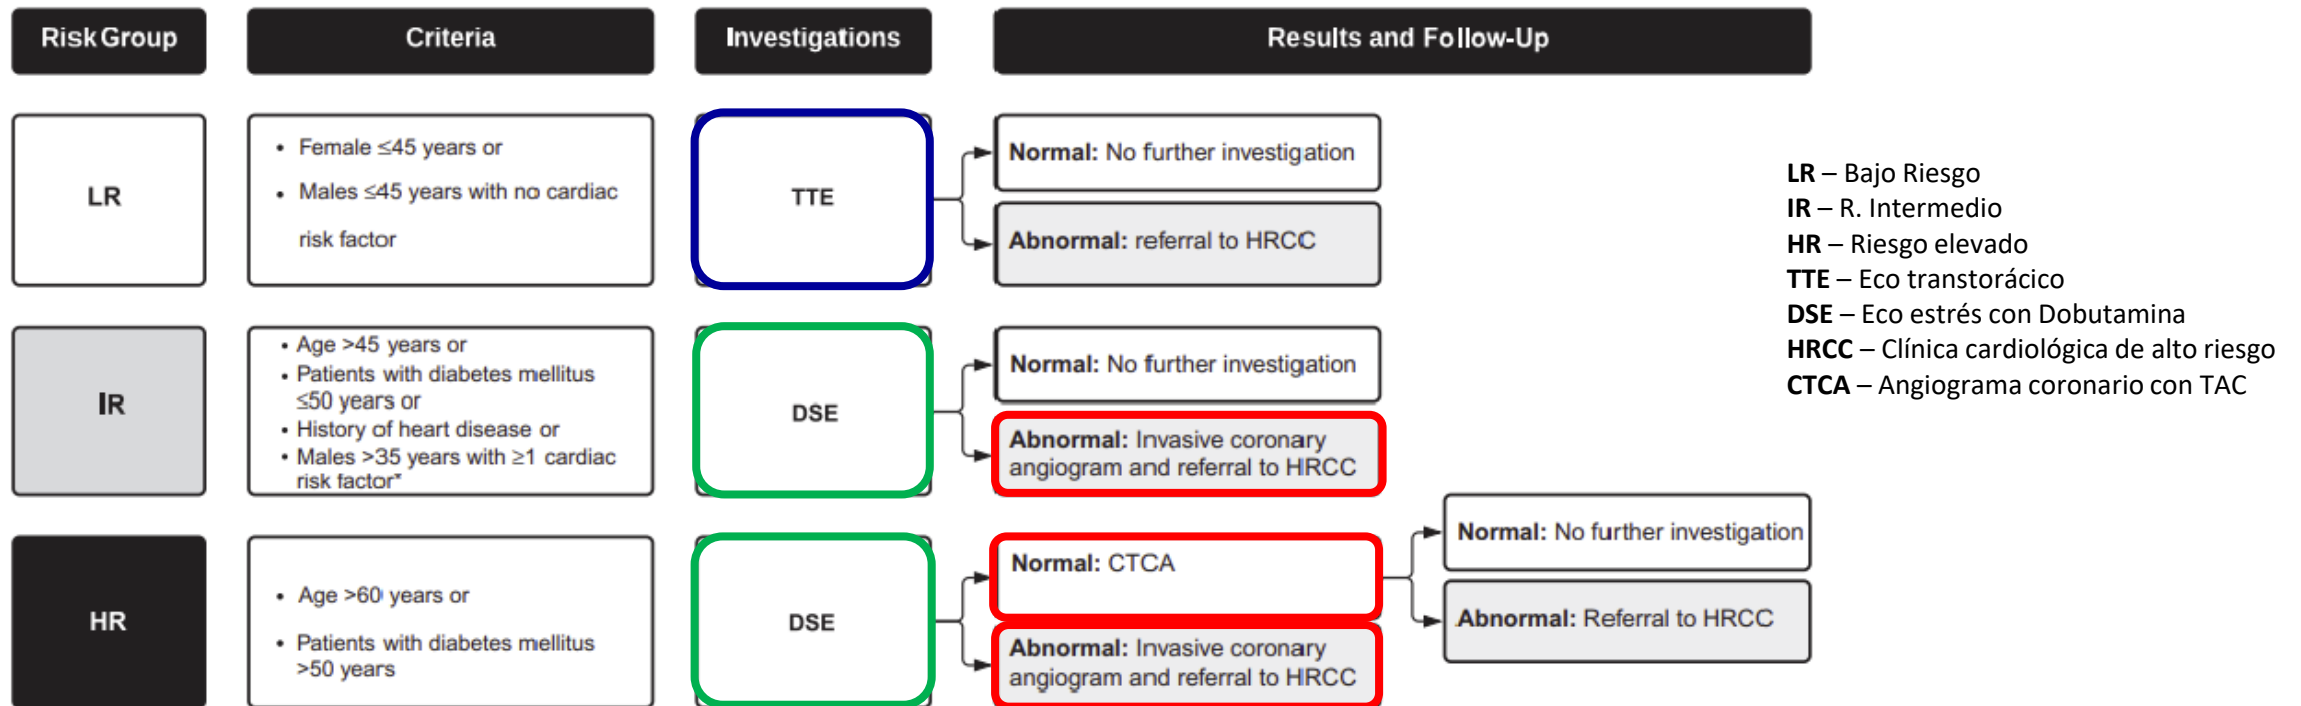 Risk Group
Criteria
Investigations
Results and Follow-Up
LR
• Female ≤45 years or
• Males ≤45 years with no cardiac
risk factor
TTE
Normal: No further investigation
Abnormal: referral to HRCC
IR
• Age >45 years or
• Patients with diabetes mellitus
≤50 years or
• History of heart disease or
• Males >35 years with ≥1 cardiac
risk factor*
DSE
Normal: No further investigation
Abnormal: Invasive coronary
angiogram and referral to HRCC
HR
• Age >60 years or
• Patients with diabetes mellitus
>50 years
DSE
Normal: CTCA
Abnormal: Invasive coronary
angiogram and referral to HRCC
Normal: No further investigation
Abnormal: Referral to HRCC
LR – Bajo Riesgo
IR – R. Intermedio
HR – Riesgo elevado
TTE – Eco transtorácico
DSE – Eco estrés con Dobutamina
HRCC – Clínica cardiológica de alto riesgo
CTCA – Angiograma coronario con TAC